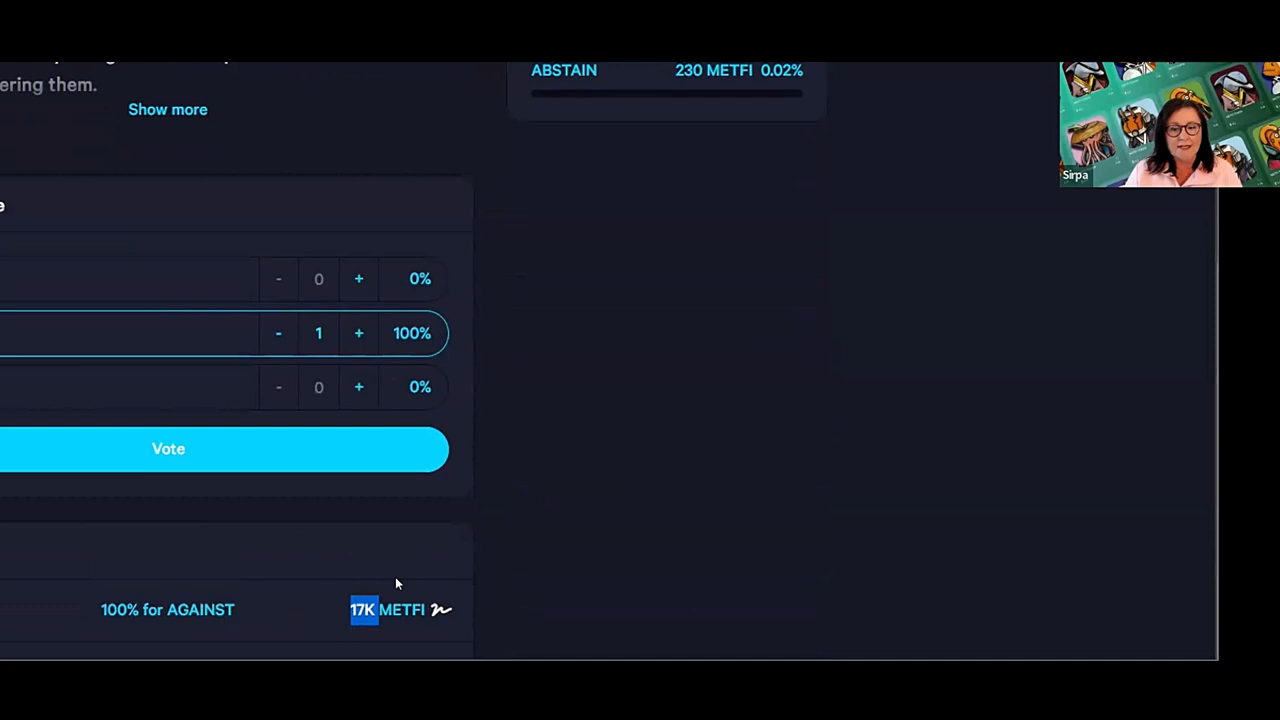 ering them.
Show more
ABSTAIN 230 METFI 0.02%
Sirpa
e
- 0 + 0%
- 1 + 100%
- 0 + 0%
Vote
100% for AGAINST 17K METFI